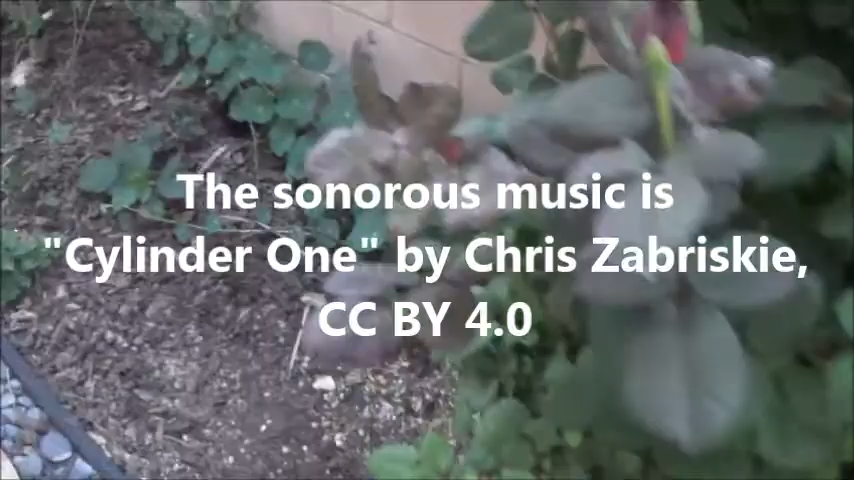 The sonorous music is
"Cylinder One" by Chris Zabriskie,
CC BY 4.0